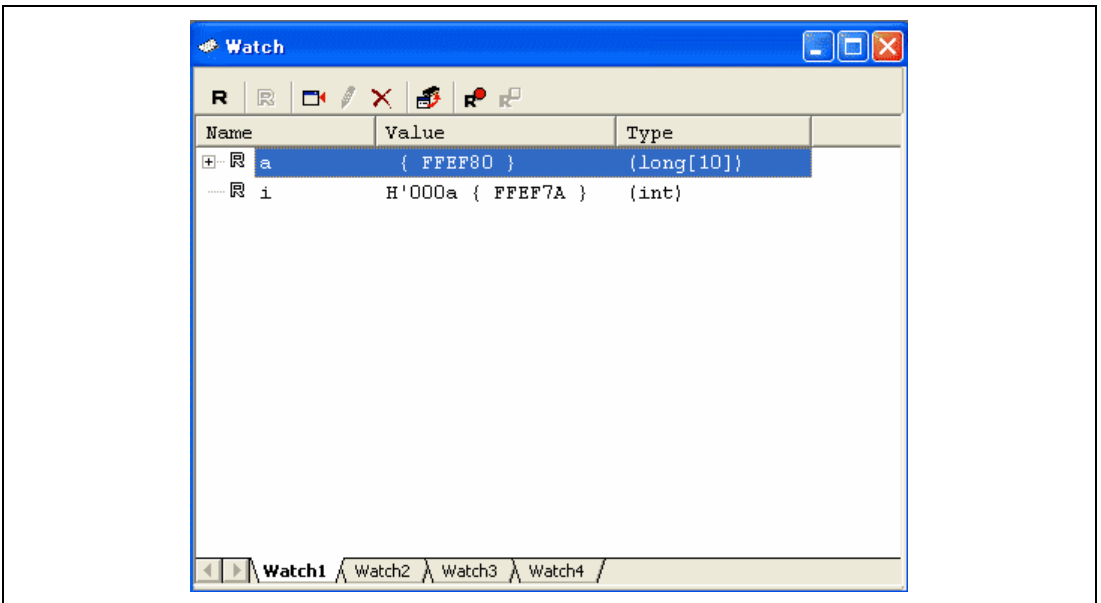 Watch
R R R R
Name Value Type
R a { FFEF80 } (long[10])
R i H'000a { FFEF7A } (int)
Watch1 Watch2 Watch3 Watch4